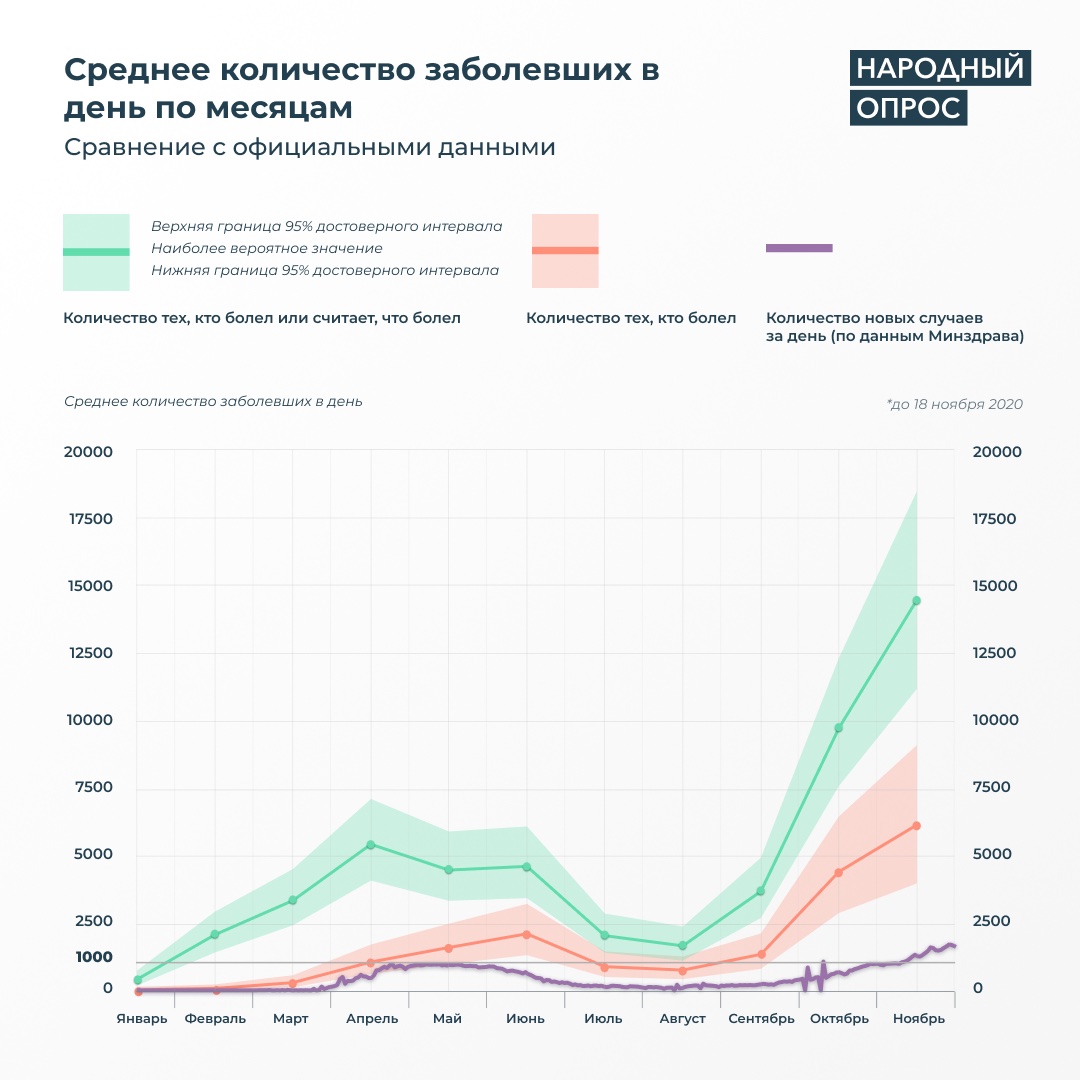 Среднее количество заболевших в
день по месяцам
Сравнение с официальными данными
НАРОДНЫЙ
ОПРОС
Верхняя граница 95% достоверного интервала
Наиболее вероятное значение
Нижняя граница 95% достоверного интервала
Количество тех, кто болел или считает, что болел
Количество тех, кто болел
Количество новых случаев
за день (по данным Минздрава)
Среднее количество заболевших в день
*до 18 ноября 2020
20000 20000
17500 17500
15000 15000
12500 12500
10000 10000
7500 7500
5000 5000
2500 2500
1000
0 0
Январь Февраль Март Апрель Май Июнь Июль Август Сентябрь Октябрь Ноябрь